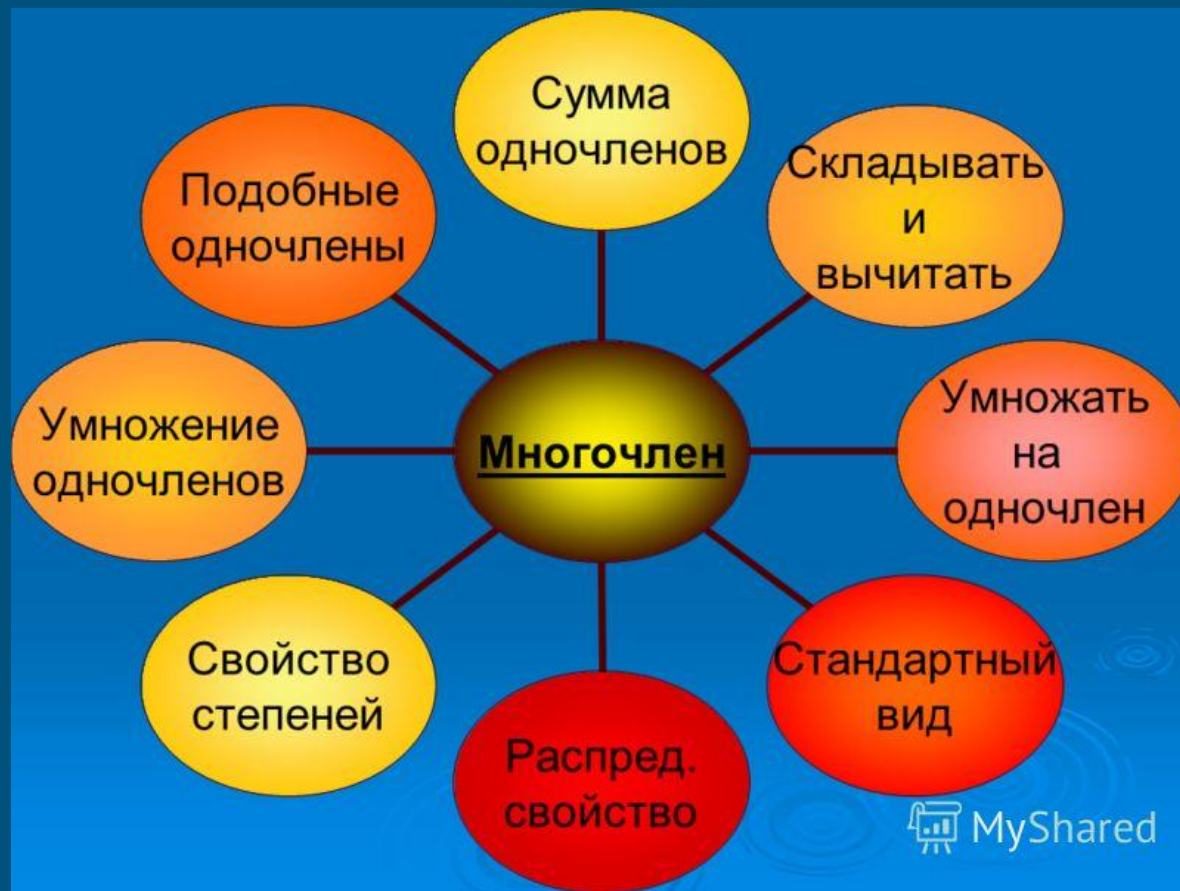 Сумма
одночленов
Складывать
и
вычитать
Умножать
на
одночлен
Стандартный
вид
Распред.
свойство
Свойство
степеней
Умножение
одночленов
Подобные
одночлены
Многочлен
MyShared